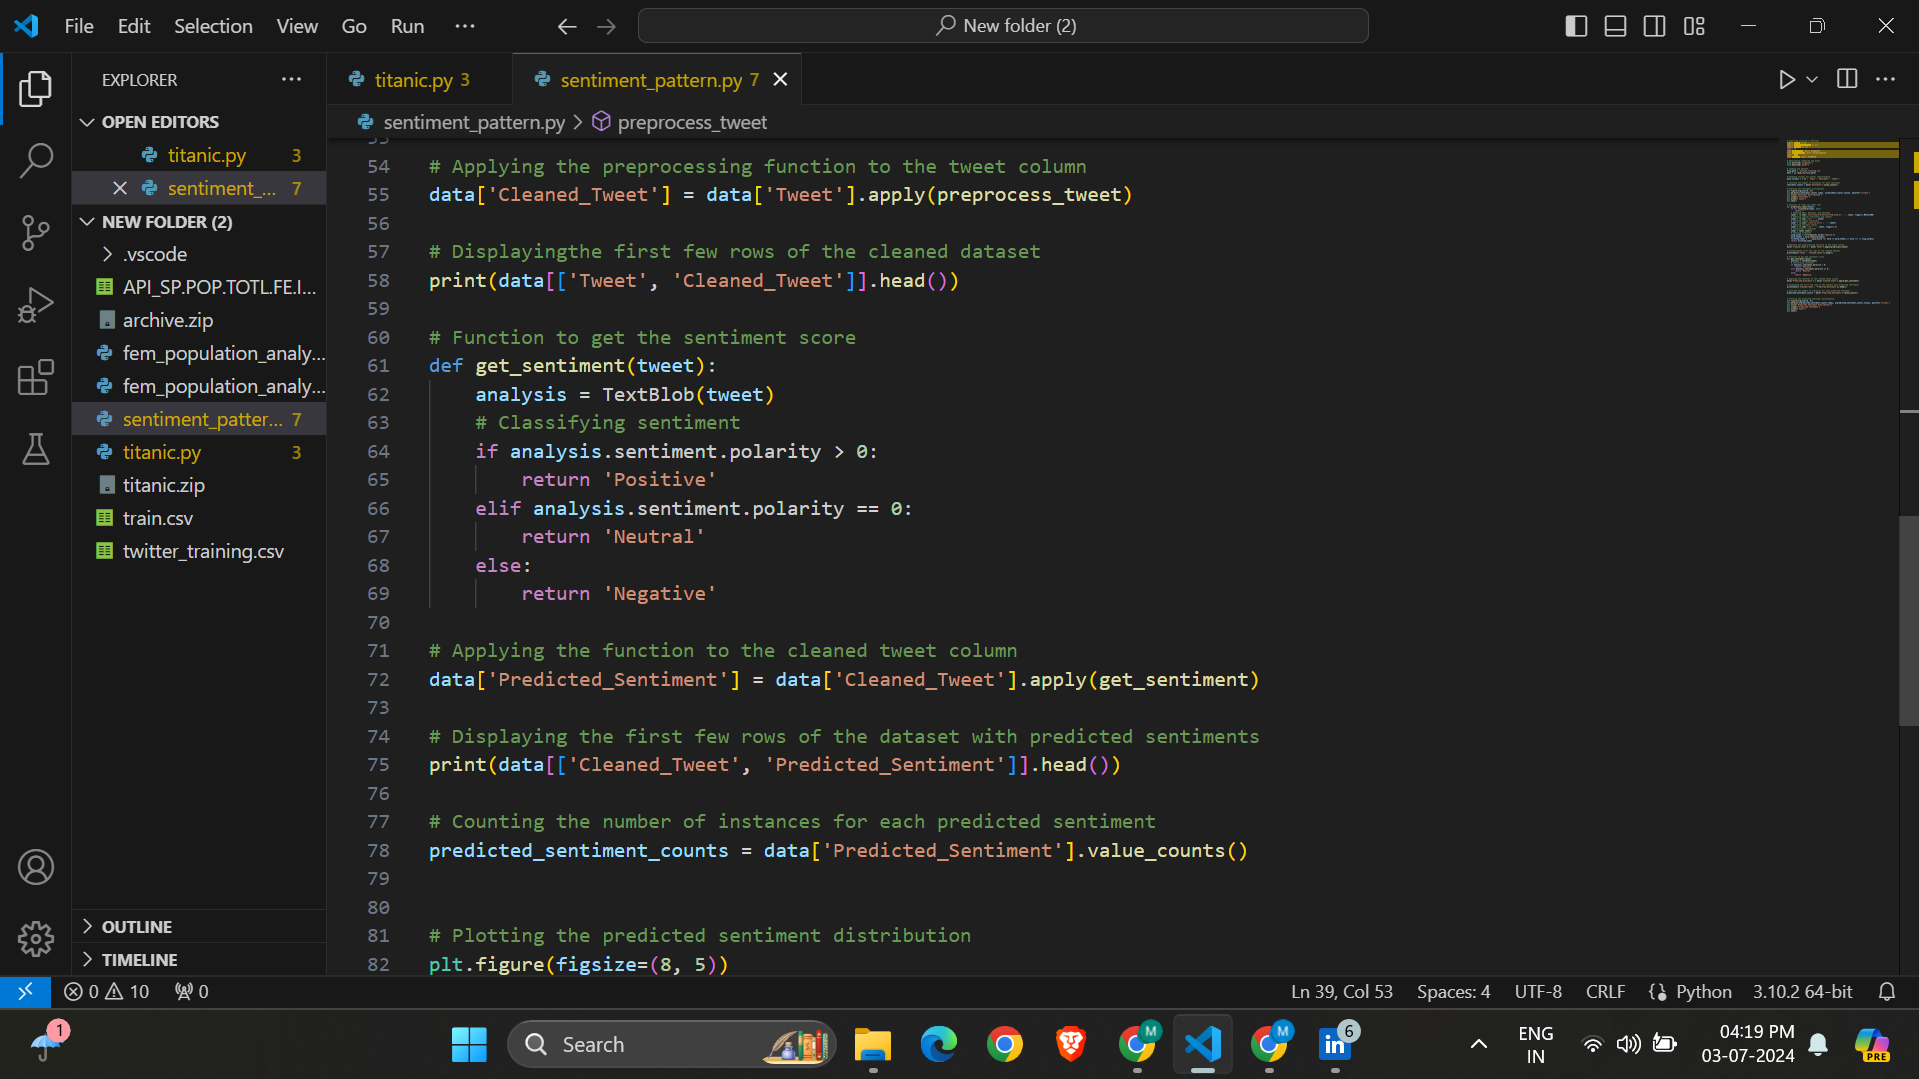 File Edit Selection View Go Run ···
New folder (2)
EXPLORER ···
titanic.py 3
sentiment_pattern.py 7
OPEN EDITORS
titanic.py 3
sentiment_... 7
NEW FOLDER (2)
.vscode
API_SP.POP.TOTL.FE.I...
archive.zip
fem_population_analy...
fem_population_analy...
sentiment_patter... 7
titanic.py 3
titanic.zip
train.csv
twitter_training.csv
OUTLINE
TIMELINE
sentiment_pattern.py > preprocess_tweet
54 # Applying the preprocessing function to the tweet column
55 data['Cleaned_Tweet'] = data['Tweet'].apply(preprocess_tweet)
56
57 # Displayingthe first few rows of the cleaned dataset
58 print(data[['Tweet', 'Cleaned_Tweet']].head())
59
60 # Function to get the sentiment score
61 def get_sentiment(tweet):
62     analysis = TextBlob(tweet)
63     # Classifying sentiment
64     if analysis.sentiment.polarity > 0:
65         return 'Positive'
66     elif analysis.sentiment.polarity == 0:
67         return 'Neutral'
68     else:
69         return 'Negative'
70
71 # Applying the function to the cleaned tweet column
72 data['Predicted_Sentiment'] = data['Cleaned_Tweet'].apply(get_sentiment)
73
74 # Displaying the first few rows of the dataset with predicted sentiments
75 print(data[['Cleaned_Tweet', 'Predicted_Sentiment']].head())
76
77 # Counting the number of instances for each predicted sentiment
78 predicted_sentiment_counts = data['Predicted_Sentiment'].value_counts()
79
80
81 # Plotting the predicted sentiment distribution
82 plt.figure(figsize=(8, 5))
0 10 0
Ln 39, Col 53 Spaces: 4 UTF-8 CRLF Python 3.10.2 64-bit
1
Search
M
M
in 6
ENG
IN
04:19 PM
03-07-2024
PRE